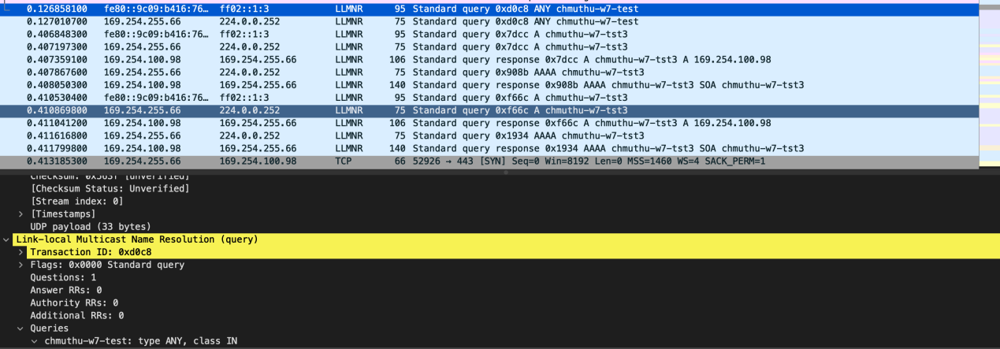 0.126858100 fe80::9c09:b416:76… ff02::1:3 LLMNR 95 Standard query 0xd0c8 ANY chmuthu-w7-test
0.127010700 169.254.255.66 224.0.0.252 LLMNR 75 Standard query 0xd0c8 ANY chmuthu-w7-test
0.406848300 fe80::9c09:b416:76… ff02::1:3 LLMNR 95 Standard query 0x7dcc A chmuthu-w7-tst3
0.407197300 169.254.255.66 224.0.0.252 LLMNR 75 Standard query 0x7dcc A chmuthu-w7-tst3
0.407359100 169.254.100.98 169.254.255.66 LLMNR 106 Standard query response 0x7dcc A chmuthu-w7-tst3 A 169.254.100.98
0.407867600 169.254.255.66 224.0.0.252 LLMNR 75 Standard query 0x908b AAAA chmuthu-w7-tst3
0.408050300 169.254.100.98 169.254.255.66 LLMNR 140 Standard query response 0x908b AAAA chmuthu-w7-tst3 SOA chmuthu-w7-tst3
0.410530400 fe80::9c09:b416:76… ff02::1:3 LLMNR 95 Standard query 0xf66c A chmuthu-w7-tst3
0.410869800 169.254.255.66 224.0.0.252 LLMNR 75 Standard query 0xf66c A chmuthu-w7-tst3
0.411041200 169.254.100.98 169.254.255.66 LLMNR 106 Standard query response 0xf66c A chmuthu-w7-tst3 A 169.254.100.98
0.411616800 169.254.255.66 224.0.0.252 LLMNR 75 Standard query 0x1934 AAAA chmuthu-w7-tst3
0.411799800 169.254.100.98 169.254.255.66 LLMNR 140 Standard query response 0x1934 AAAA chmuthu-w7-tst3 SOA chmuthu-w7-tst3
0.413185300 169.254.255.66 169.254.100.98 TCP 66 52926 → 443 [SYN] Seq=0 Win=8192 Len=0 MSS=1460 WS=4 SACK_PERM=1
Checksum: [unverified]
[Checksum Status: Unverified]
[Stream index: 0]
[Timestamps]
UDP payload (33 bytes)
Link-local Multicast Name Resolution (query)
Transaction ID: 0xd0c8
Flags: 0x0000 Standard query
Questions: 1
Answer RRs: 0
Authority RRs: 0
Additional RRs: 0
Queries
chmuthu-w7-test: type ANY, class IN